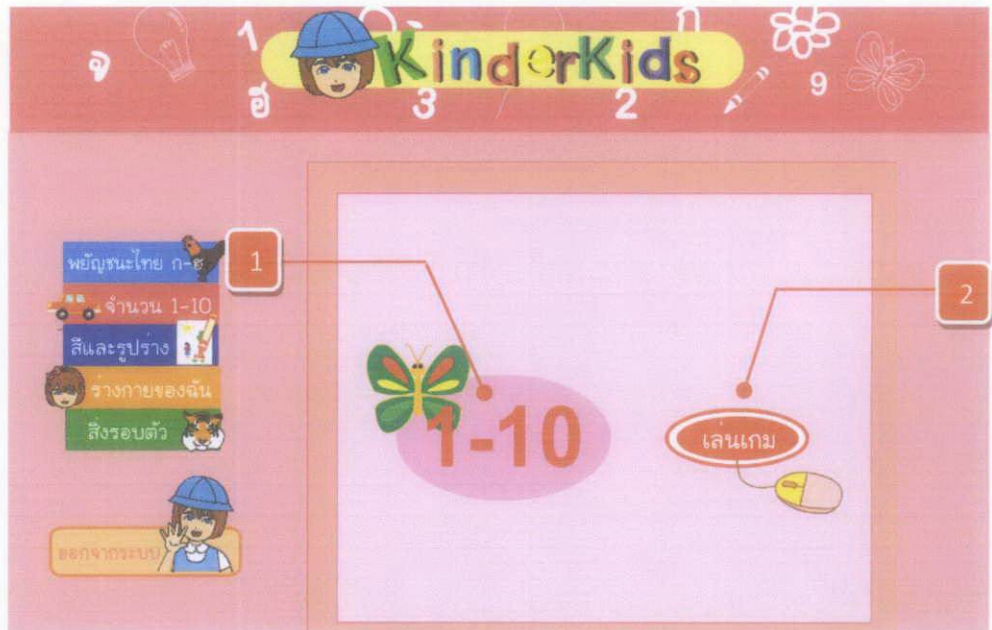 จ
1
ก
ฮ
3
2
9
KinderKids
พยัญชนะไทย ก-ฮ
จำนวน 1-10
สีและรูปร่าง
ร่างกายของฉัน
สิ่งรอบตัว
ออกจากระบบ
1
2
1-10
เล่นเกม